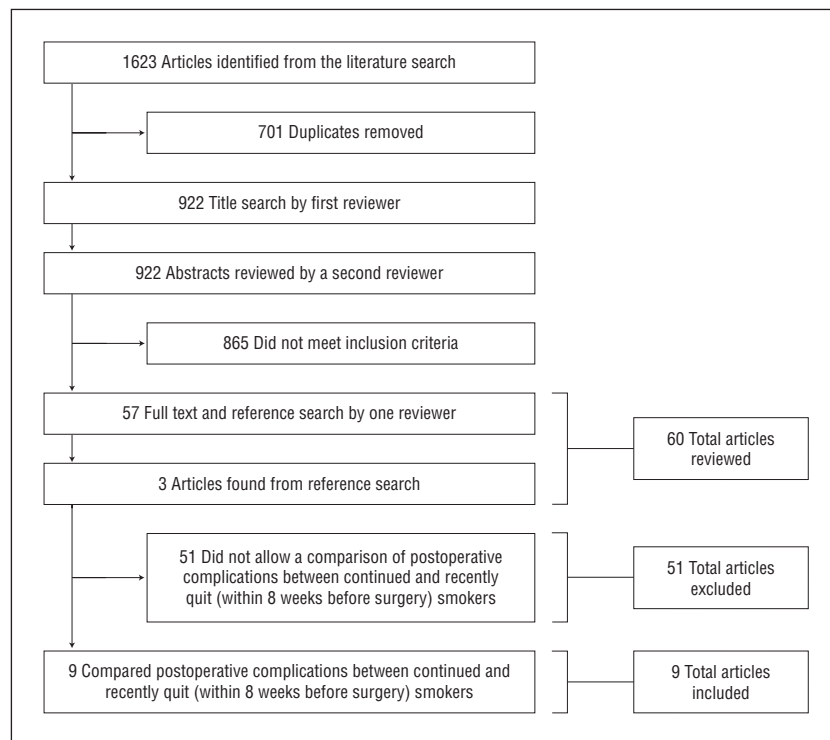 1623 Articles identified from the literature search
701 Duplicates removed
922 Title search by first reviewer
922 Abstracts reviewed by a second reviewer
865 Did not meet inclusion criteria
57 Full text and reference search by one reviewer
60 Total articles
reviewed
3 Articles found from reference search
51 Did not allow a comparison of postoperative
complications between continued and recently
quit (within 8 weeks before surgery) smokers
51 Total articles
excluded
9 Compared postoperative complications between continued and
recently quit (within 8 weeks before surgery) smokers
9 Total articles
included